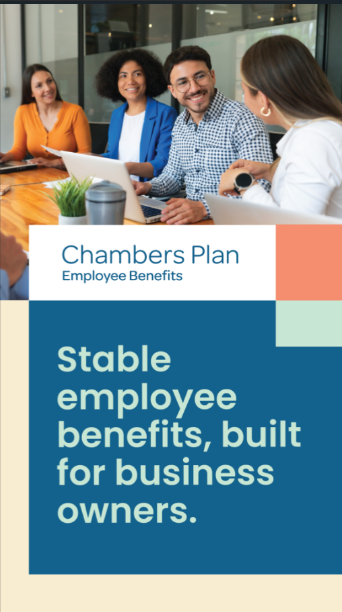 Chambers Plan
Employee Benefits
Stable
employee
benefits, built
for business
owners.